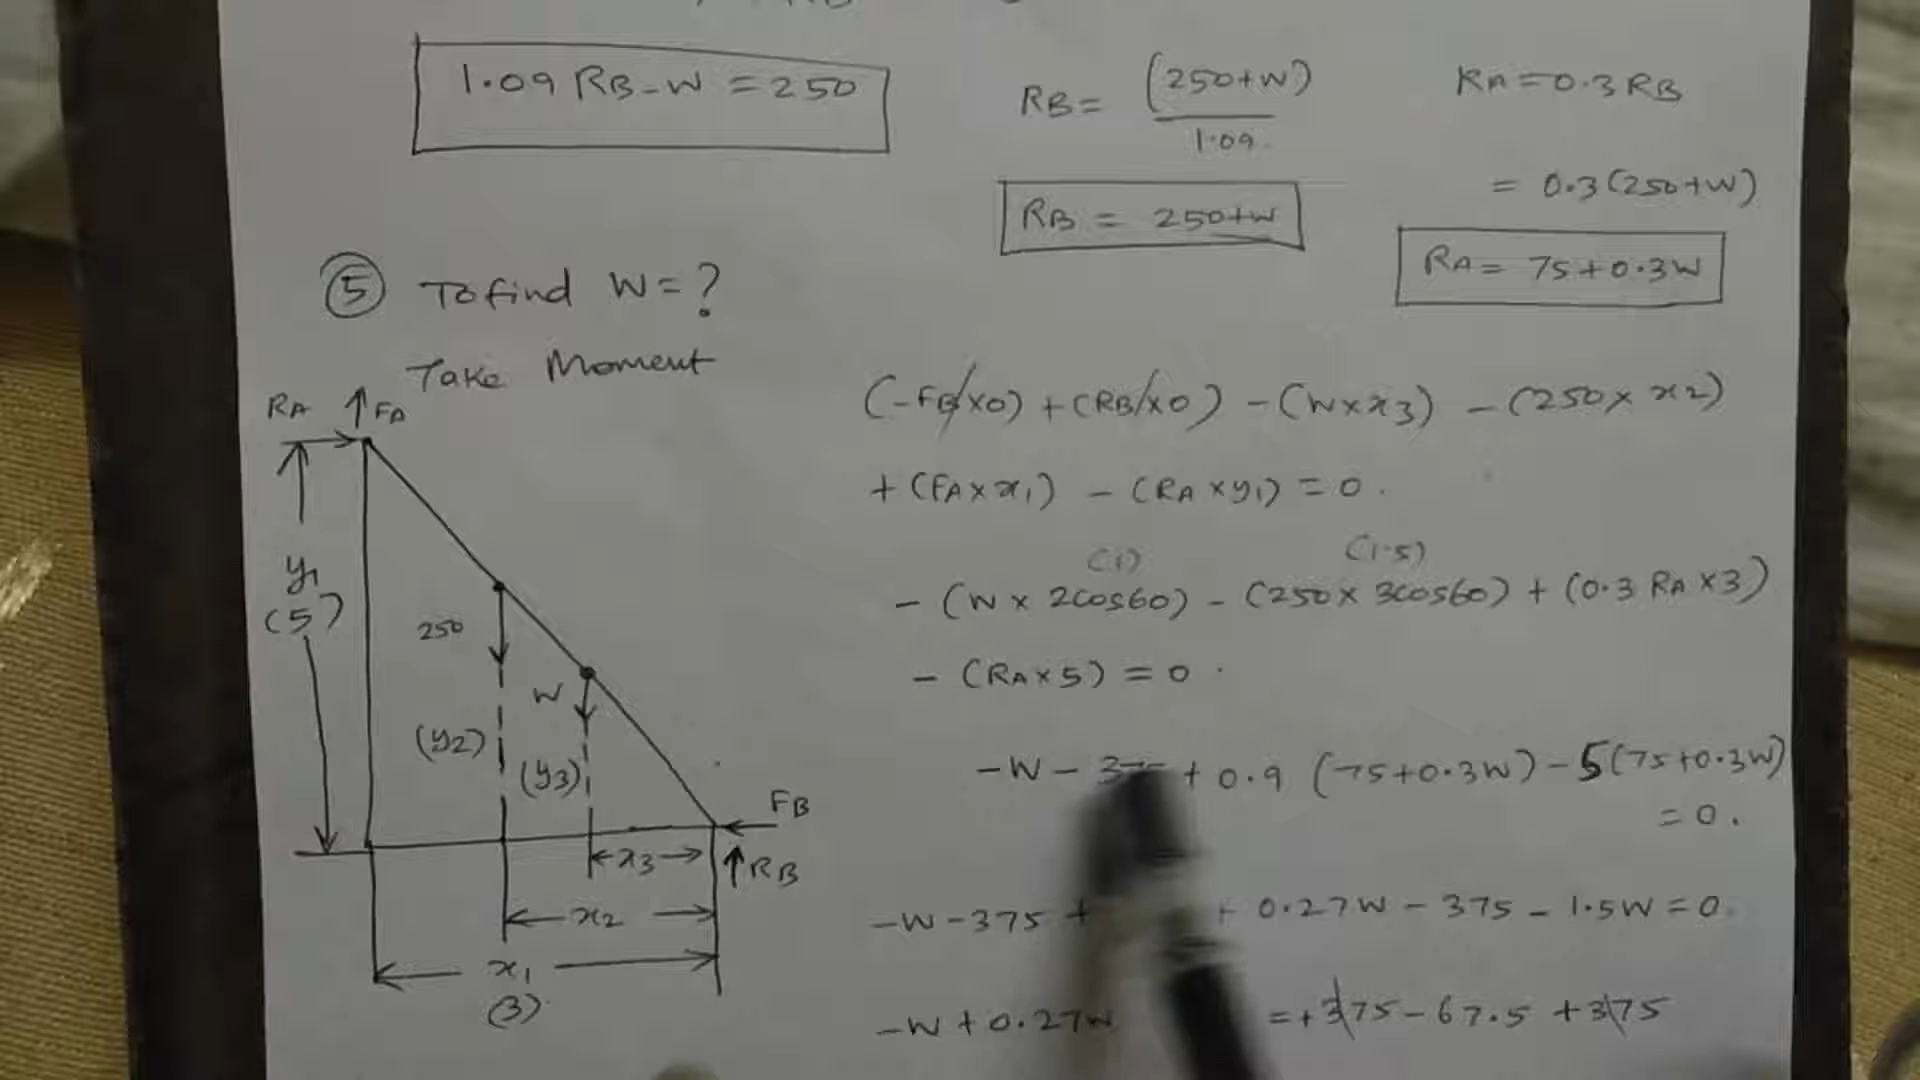 1.09 RB - W = 250
RB = (250+W) / 1.09
RB = 250+W
RA = 0.3 RB
= 0.3(250+W)
RA = 75+0.3W
5 To find W = ?
Take Moment
RA FA
y1
(5)
250
W
(y2)
(y3)
FB
x3
RB
x2
x1
(3)
(-FB×0) + (RB×0) - (W×x3) - (250× x2)
+ (FA×x1) - (RA×y1) = 0.
(1) (1.5)
- (W× 2cos60) - (250× 3cos60) + (0.3 RA×3)
- (RA×5) = 0.
-W - 375 + 0.9 (75+0.3W) - 5(75+0.3W)
= 0.
-W - 375 + + 0.27W - 375 - 1.5W = 0.
-W + 0.27W = +375 - 67.5 + 375